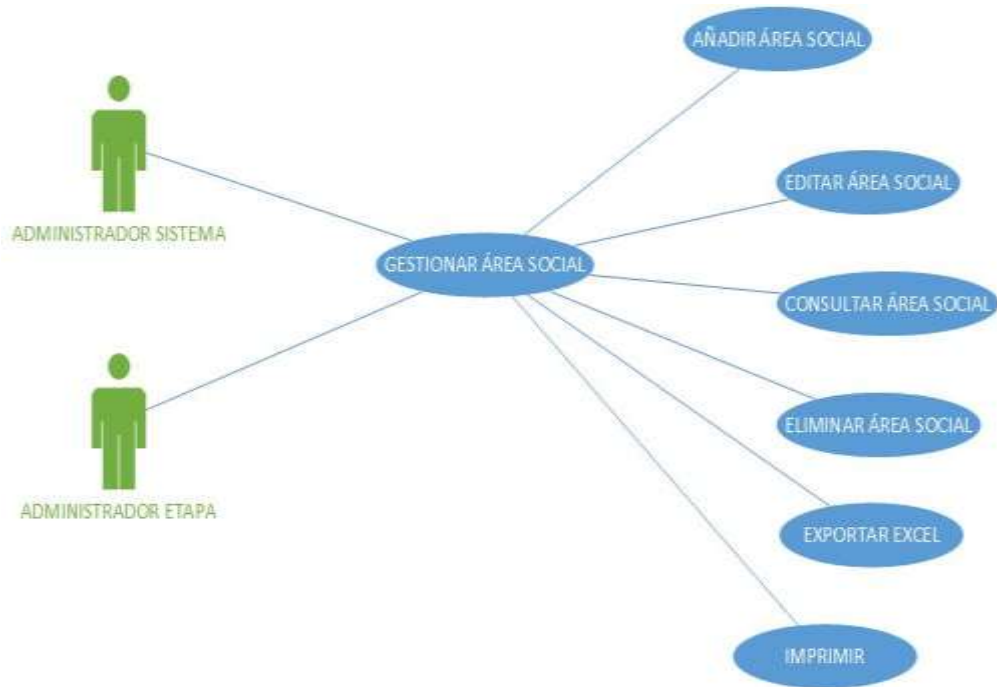 AÑADIR ÁREA SOCIAL
EDITAR ÁREA SOCIAL
ADMINISTRADOR SISTEMA
GESTIONAR ÁREA SOCIAL
CONSULTAR ÁREA SOCIAL
ELIMINAR ÁREA SOCIAL
ADMINISTRADOR ETAPA
EXPORTAR EXCEL
IMPRIMIR